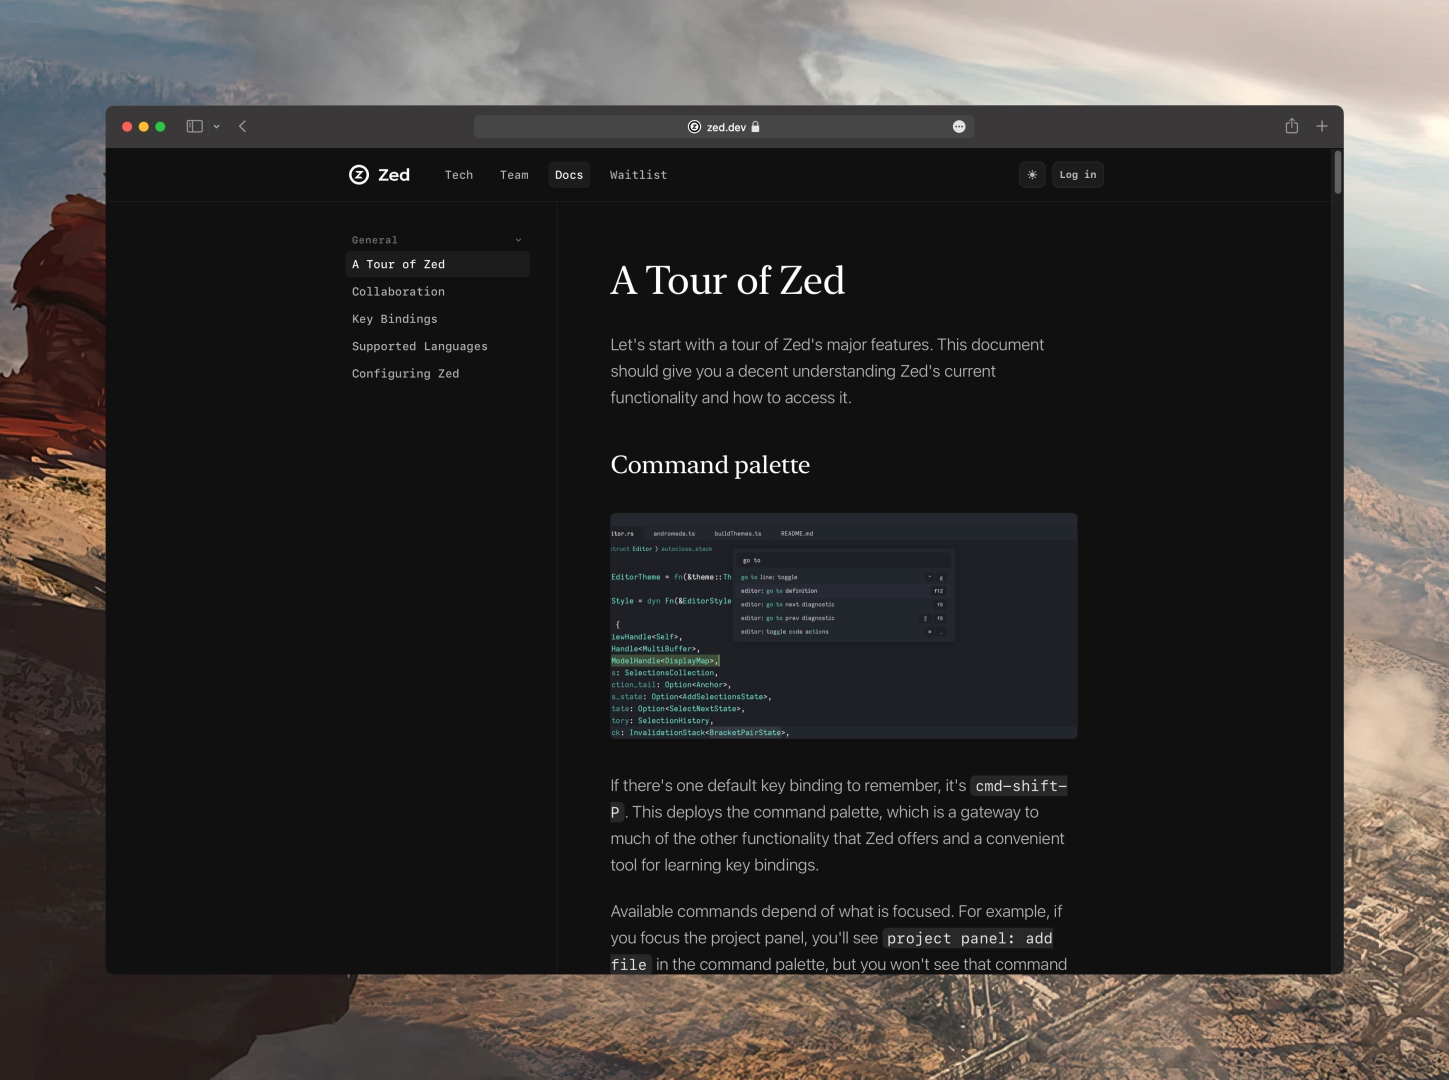 zed.dev
Zed
Tech
Team
Docs
Waitlist
Log in
General
A Tour of Zed
Collaboration
Key Bindings
Supported Languages
Configuring Zed
A Tour of Zed
Let's start with a tour of Zed's major features. This document
should give you a decent understanding Zed's current
functionality and how to access it.
Command palette
itor.rs andromeda.ts buildThemes.ts README.md
truct Editor } autoclose_stack
go to
EditorTheme = fn(&theme::Th
go to line: toggle ^ g
editor: go to definition f12
Style = dyn Fn(&EditorStyle
editor: go to next diagnostic f8
editor: go to prev diagnostic ⇧ f8
{
editor: toggle code actions .
iewHandle<Self>,
Handle<MultiBuffer>,
ModelHandle<DisplayMap>,
s: SelectionsCollection,
ction_tail: Option<Anchor>,
s_state: Option<AddSelectionsState>,
tate: Option<SelectNextState>,
tory: SelectionHistory,
ck: InvalidationStack<BracketPairState>,
If there's one default key binding to remember, it's cmd-shift-
P. This deploys the command palette, which is a gateway to
much of the other functionality that Zed offers and a convenient
tool for learning key bindings.
Available commands depend of what is focused. For example, if
you focus the project panel, you'll see project panel: add
file in the command palette, but you won't see that command